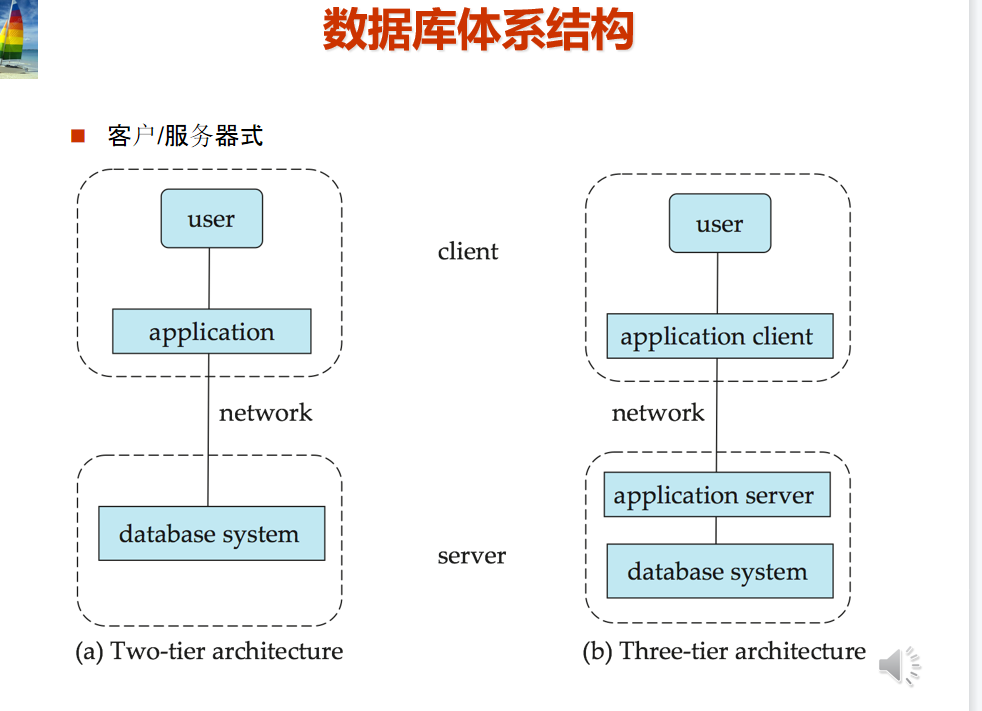 数据库体系结构
客户/服务器式
user
application
network
database system
(a) Two-tier architecture
client
server
user
application client
network
application server
database system
(b) Three-tier architecture